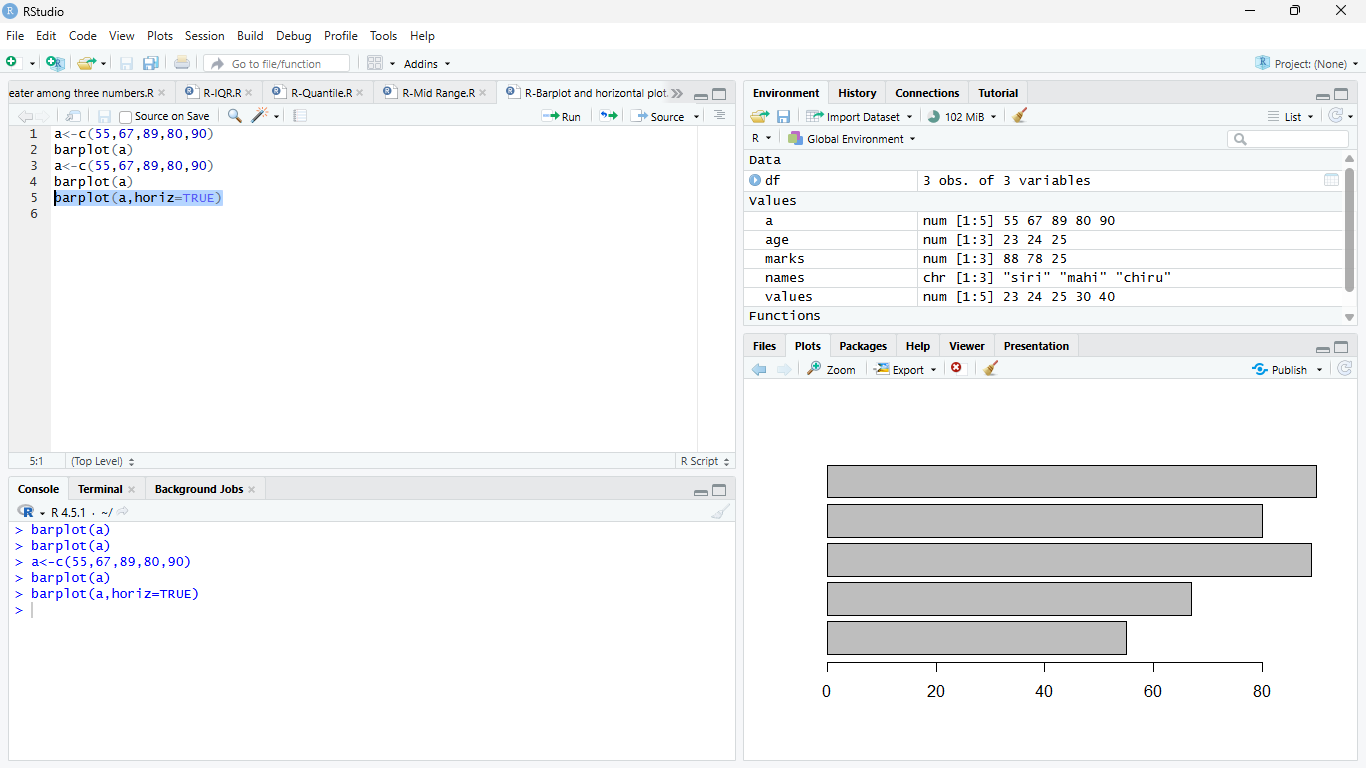 RStudio
File Edit Code View Plots Session Build Debug Profile Tools Help
Go to file/function Addins Project: (None)
eater among three numbers.R R-IQR.R R-Quantile.R R-Mid Range.R R-Barplot and horizontal plot.
Source on Save Run Source
1 a<-c(55,67,89,80,90)
2 barplot(a)
3 a<-c(55,67,89,80,90)
4 barplot(a)
5 barplot(a,horiz=TRUE)
6
5:1 (Top Level) R Script
Console Terminal Background Jobs
R 4.5.1 · ~/
> barplot(a)
> barplot(a)
> a<-c(55,67,89,80,90)
> barplot(a)
> barplot(a,horiz=TRUE)
>
Environment History Connections Tutorial
Import Dataset 102 MiB List
R Global Environment
Data
df 3 obs. of 3 variables
Values
a num [1:5] 55 67 89 80 90
age num [1:3] 23 24 25
marks num [1:3] 88 78 25
names chr [1:3] "siri" "mahi" "chiru"
values num [1:5] 23 24 25 30 40
Functions
Files Plots Packages Help Viewer Presentation
Zoom Export Publish
0 20 40 60 80